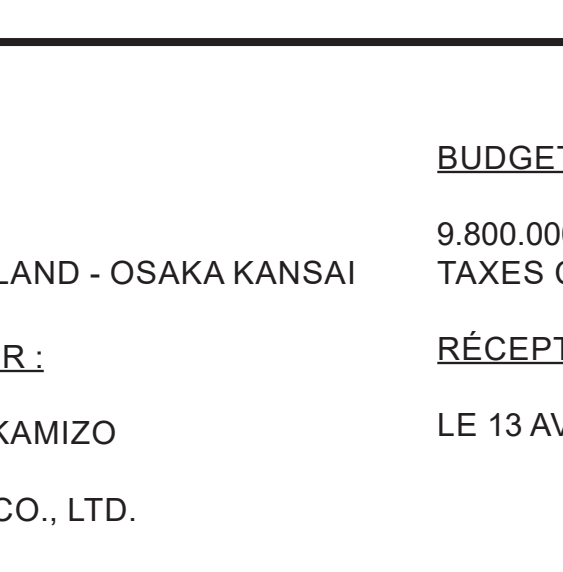 LAND - OSAKA KANSAI
R :
KAMIZO
CO., LTD.
BUDGET
9.800.000
TAXES
RÉCEPT
LE 13 AV